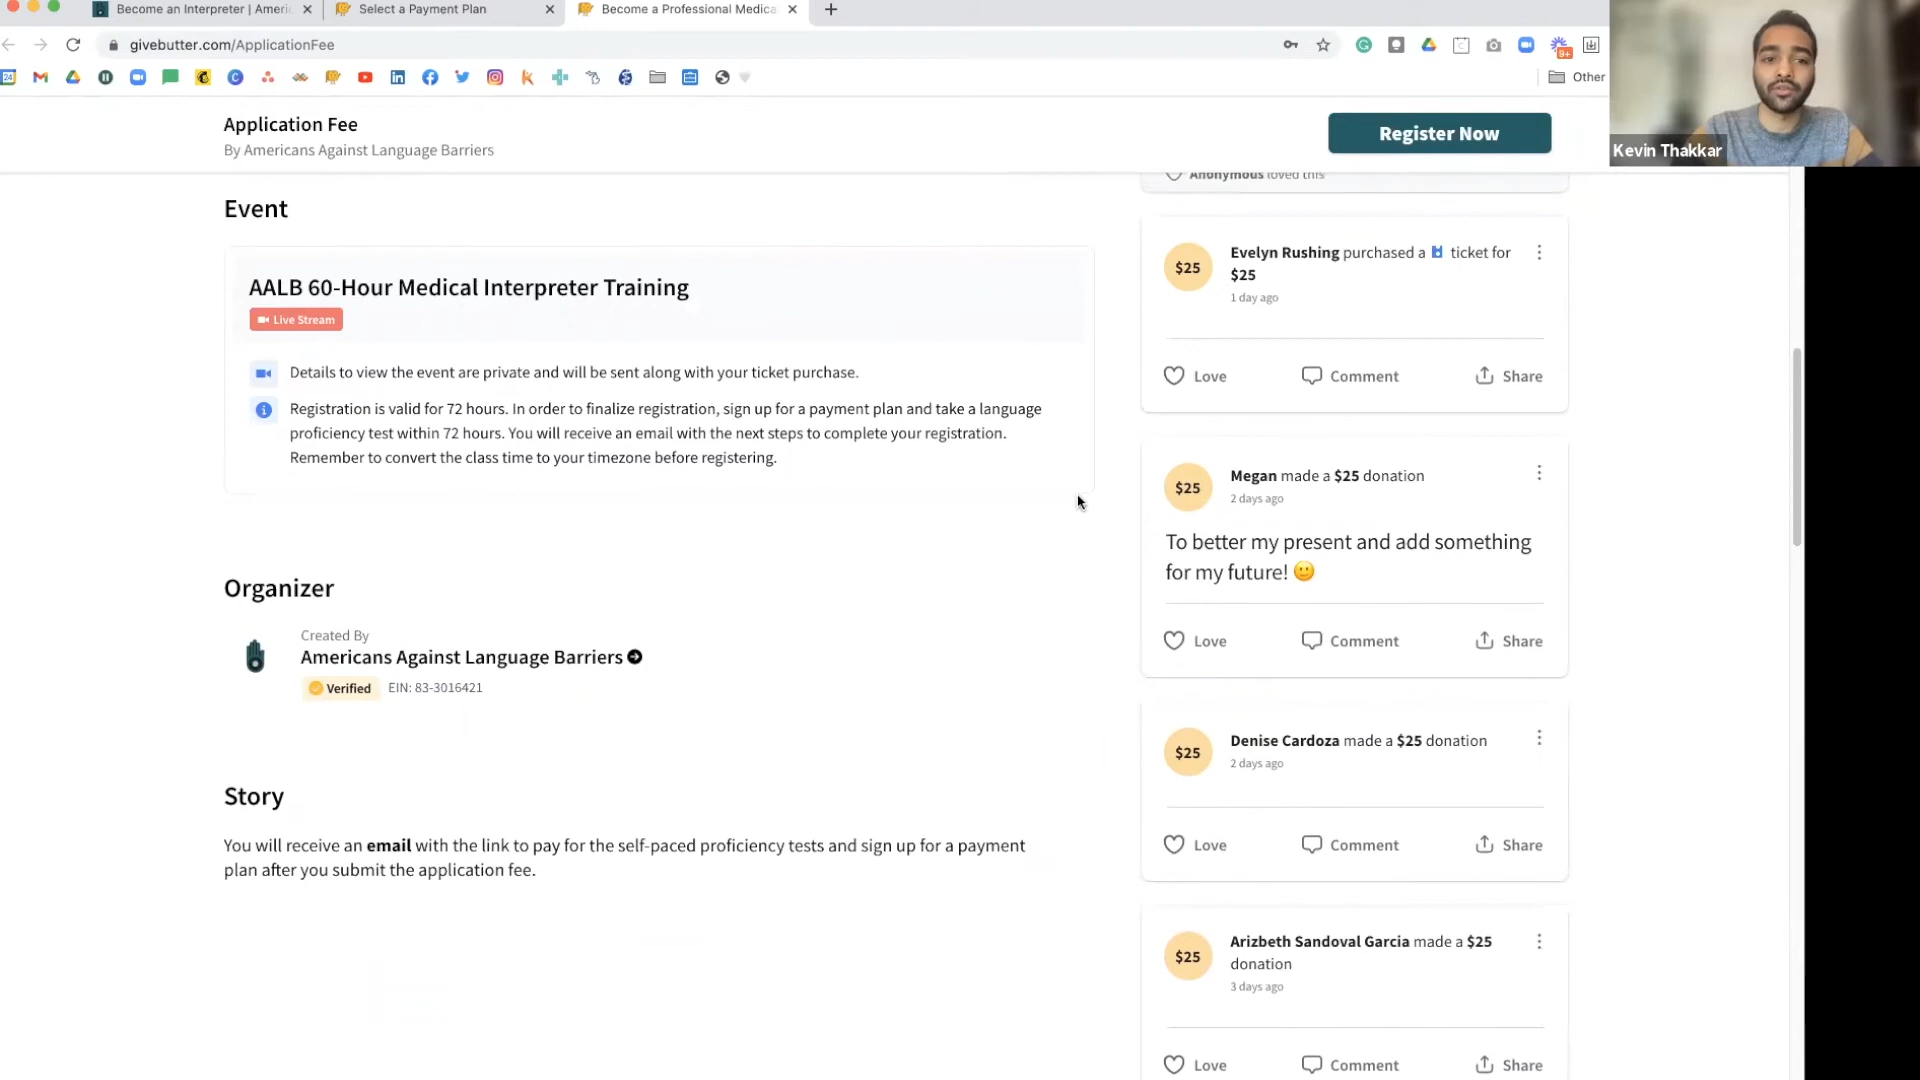 Become an Interpreter | Ameri
Select a Payment Plan
Become a Professional Medica
givebutter.com/ApplicationFee
9+
24
Other
Kevin Thakkar
Application Fee
By Americans Against Language Barriers
Register Now
Event
AALB 60-Hour Medical Interpreter Training
Live Stream
Details to view the event are private and will be sent along with your ticket purchase.
Registration is valid for 72 hours. In order to finalize registration, sign up for a payment plan and take a language
proficiency test within 72 hours. You will receive an email with the next steps to complete your registration.
Remember to convert the class time to your timezone before registering.
Organizer
Created By
Americans Against Language Barriers
Verified EIN: 83-3016421
Story
You will receive an email with the link to pay for the self-paced proficiency tests and sign up for a payment
plan after you submit the application fee.
Anonymous loved this
$25
Evelyn Rushing purchased a ticket for
$25
1 day ago
Love Comment Share
$25
Megan made a $25 donation
2 days ago
To better my present and add something
for my future! 🙂
Love Comment Share
$25
Denise Cardoza made a $25 donation
2 days ago
Love Comment Share
$25
Arizbeth Sandoval Garcia made a $25
donation
3 days ago
Love Comment Share